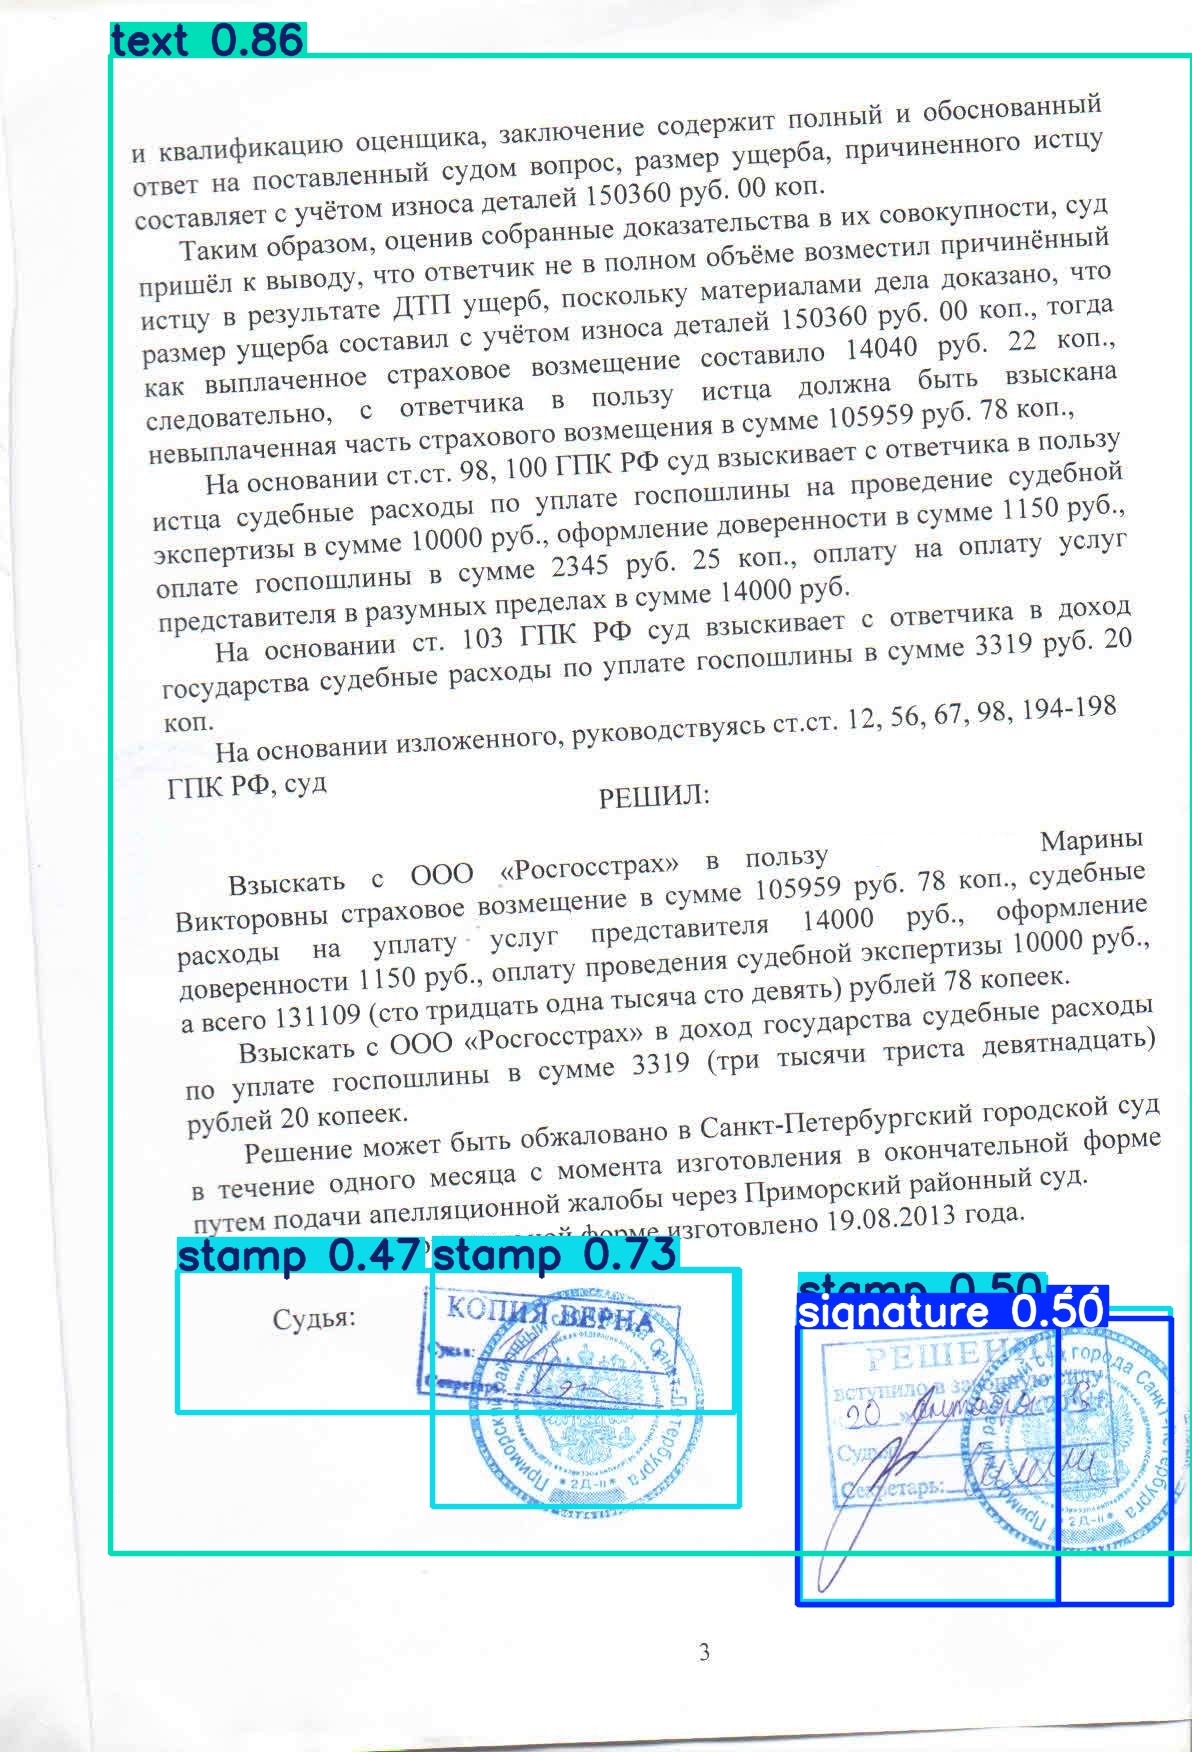 text 0.86
и квалификацию оценщика, заключение содержит полный и обоснованный
ответ на поставленный судом вопрос, размер ущерба, причиненного истцу
составляет с учётом износа деталей 150360 руб. 00 коп.
Таким образом, оценив собранные доказательства в их совокупности, суд
пришёл к выводу, что ответчик не в полном объёме возместил причинённый
истцу в результате ДТП ущерб, поскольку материалами дела доказано, что
размер ущерба составил с учётом износа деталей 150360 руб. 00 коп., тогда
как выплаченное страховое возмещение составило 14040 руб. 22 коп.,
следовательно, с ответчика в пользу истца должна быть взыскана
невыплаченная часть страхового возмещения в сумме 105959 руб. 78 коп.,
На основании ст.ст. 98, 100 ГПК РФ суд взыскивает с ответчика в пользу
истца судебные расходы по уплате госпошлины на проведение судебной
экспертизы в сумме 10000 руб., оформление доверенности в сумме 1150 руб.,
оплате госпошлины в сумме 2345 руб. 25 коп., оплату на оплату услуг
представителя в разумных пределах в сумме 14000 руб.
На основании ст. 103 ГПК РФ суд взыскивает с ответчика в доход
государства судебные расходы по уплате госпошлины в сумме 3319 руб. 20
коп.
На основании изложенного, руководствуясь ст.ст. 12, 56, 67, 98, 194-198
ГПК РФ, суд
РЕШИЛ:
Взыскать с ООО «Росгосстрах» в пользу Марины
Викторовны страховое возмещение в сумме 105959 руб. 78 коп., судебные
расходы на уплату услуг представителя 14000 руб., оформление
доверенности 1150 руб., оплату проведения судебной экспертизы 10000 руб.,
а всего 131109 (сто тридцать одна тысяча сто девять) рублей 78 копеек.
Взыскать с ООО «Росгосстрах» в доход государства судебные расходы
по уплате госпошлины в сумме 3319 (три тысячи триста девятнадцать)
рублей 20 копеек.
Решение может быть обжаловано в Санкт-Петербургский городской суд
в течение одного месяца с момента изготовления в окончательной форме
путем подачи апелляционной жалобы через Приморский районный суд.
форме изготовлено 19.08.2013 года.
stamp 0.47
stamp 0.73
stamp 0.50
signature 0.50
Судья:
КОПИЯ ВЕРНА
Судья:
Секретарь:
2Д-II
РЕШЕНИЕ
вступило в законную силу
20
Судья
Секретарь:
города Санкт-Петербурга
2Д-II
3